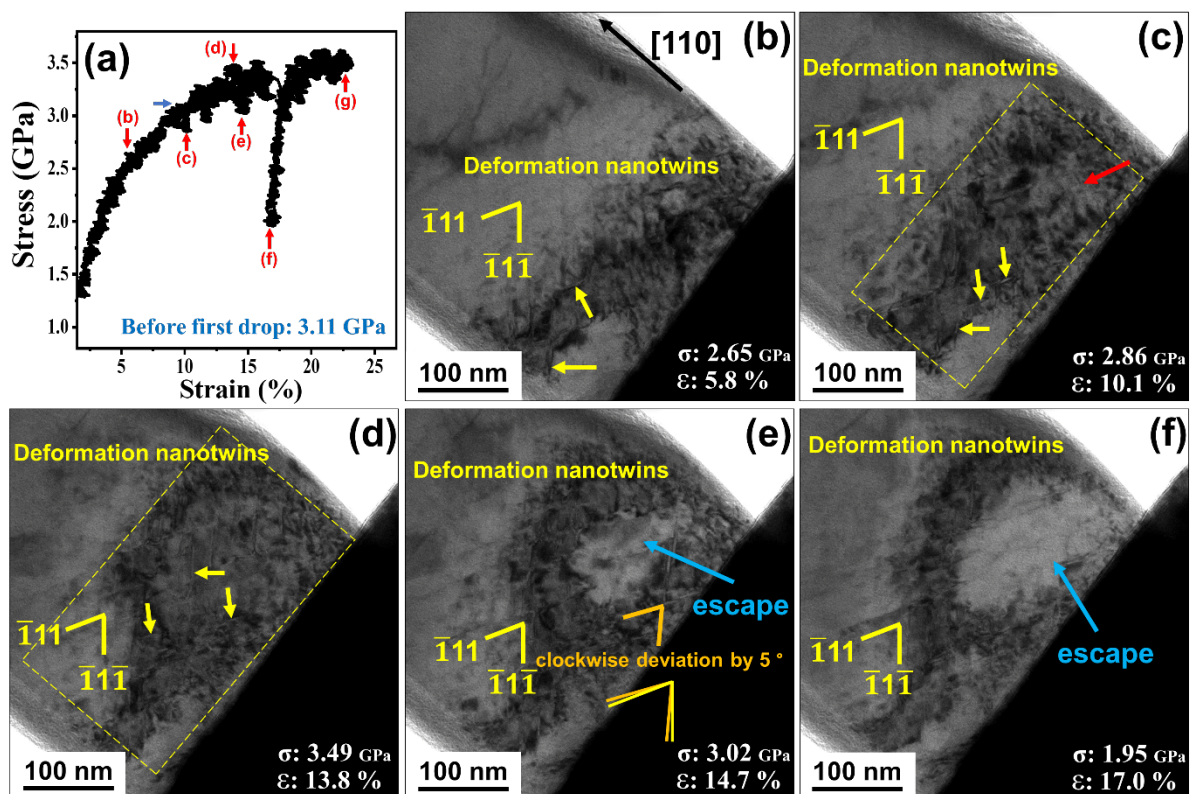 (a)
Stress (GPa)
3.5
3.0
2.5
2.0
1.5
1.0
(b)
(c)
(d)
(e)
(f)
(g)
Before first drop: 3.11 GPa
5
10
15
20
25
Strain (%)
(b)
[110]
Deformation nanotwins
1̅11
1̅11̅
100 nm
σ: 2.65 GPa
Ɛ: 5.8 %
(c)
Deformation nanotwins
1̅11
1̅11̅
100 nm
σ: 2.86 GPa
Ɛ: 10.1 %
(d)
Deformation nanotwins
1̅11
1̅11̅
100 nm
σ: 3.49 GPa
Ɛ: 13.8 %
(e)
Deformation nanotwins
escape
1̅11
1̅11̅
clockwise deviation by 5 °
100 nm
σ: 3.02 GPa
Ɛ: 14.7 %
(f)
Deformation nanotwins
1̅11
1̅11̅
escape
100 nm
σ: 1.95 GPa
Ɛ: 17.0 %